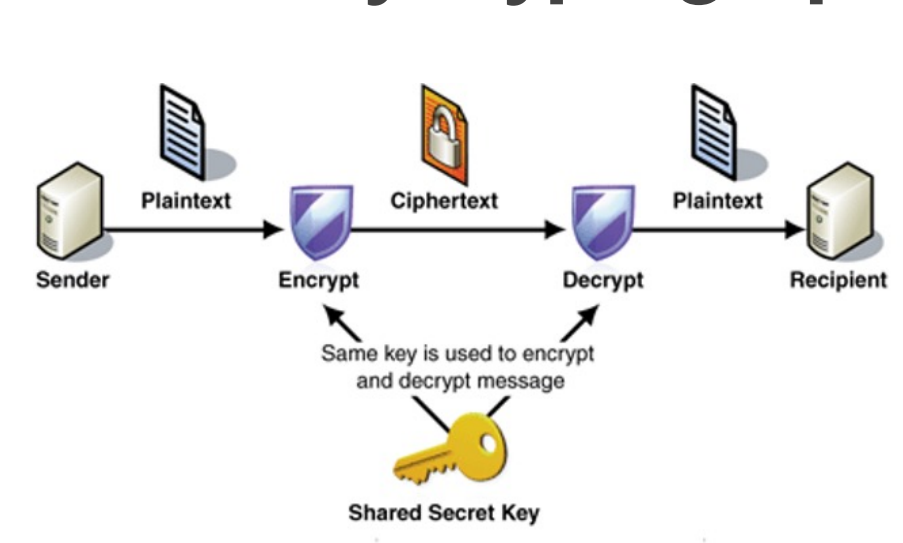 Plaintext
Ciphertext
Plaintext
Sender
Encrypt
Decrypt
Recipient
Same key is used to encrypt
and decrypt message
Shared Secret Key